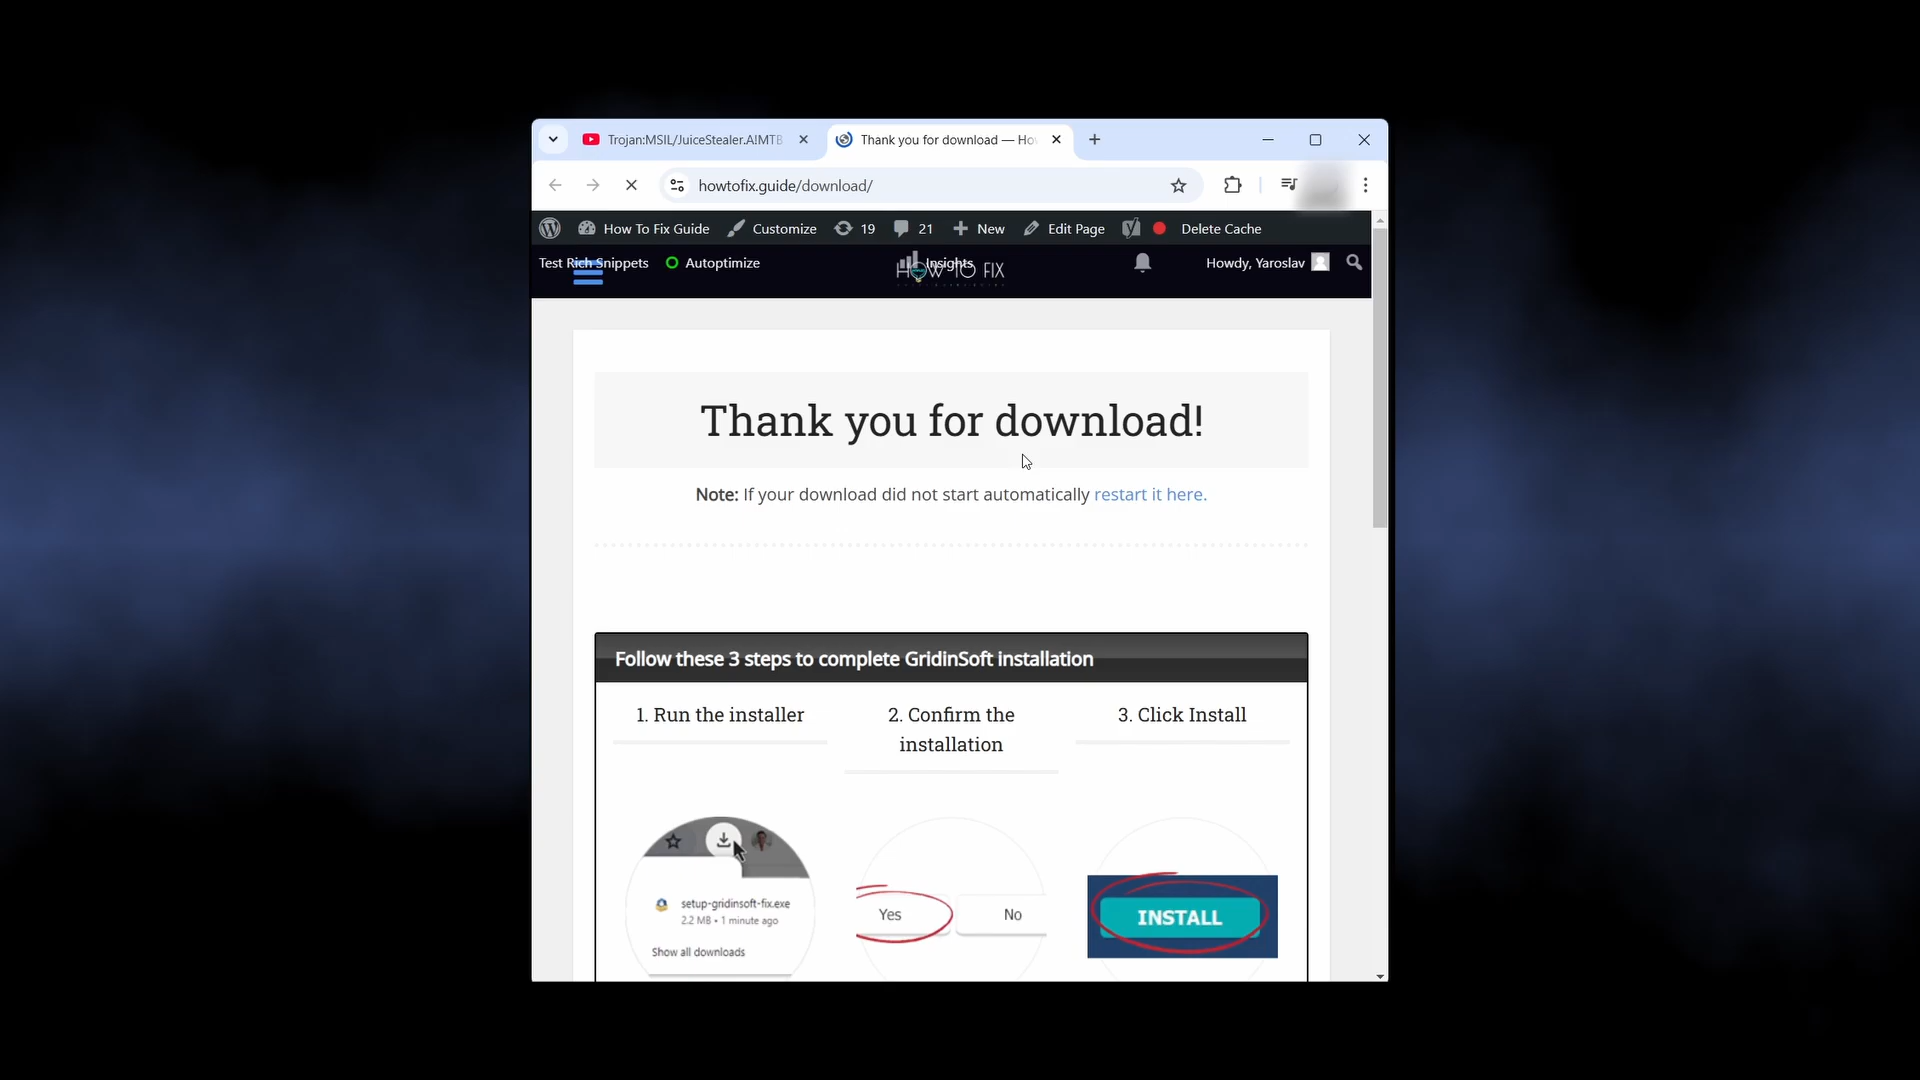 Trojan:MSIL/JuiceStealer.AIMTB
Thank you for download — Ho
howtofix.guide/download/
How To Fix Guide Customize 19 21 New Edit Page Delete Cache
Test Rich Snippets Autoptimize Insights Howdy, Yaroslav
HOW TO FIX
Thank you for download!
Note: If your download did not start automatically restart it here.
Follow these 3 steps to complete GridinSoft installation
1. Run the installer
2. Confirm the
installation
3. Click Install
setup-gridinsoft-fix.exe
2.2 MB • 1 minute ago
Show all downloads
Yes
No
INSTALL